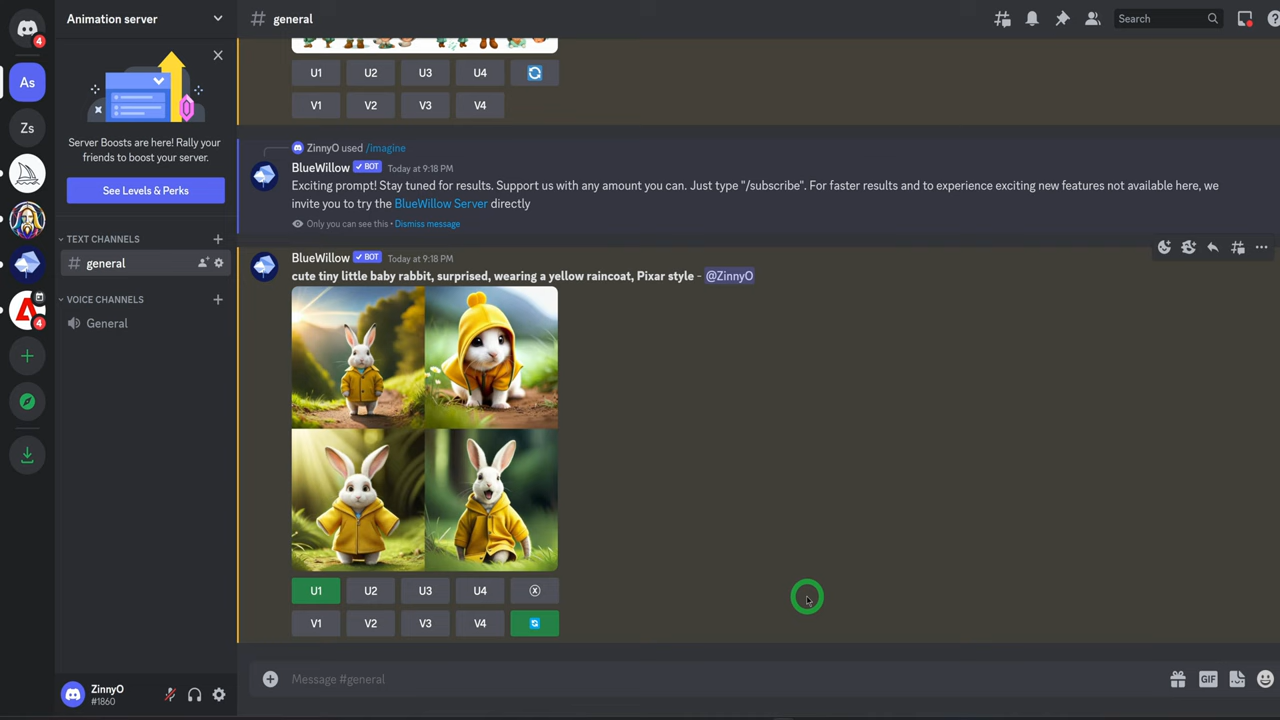 Animation server
# general
Search
4
As
Server Boosts are here! Rally your
friends to boost your server.
See Levels & Perks
Zs
TEXT CHANNELS
# general
VOICE CHANNELS
General
4
U1 U2 U3 U4
V1 V2 V3 V4
ZinnyO used /imagine
BlueWillow ✓ BOT Today at 9:18 PM
Exciting prompt! Stay tuned for results. Support us with any amount you can. Just type "/subscribe". For faster results and to experience exciting new features not available here, we
invite you to try the BlueWillow Server directly
Only you can see this • Dismiss message
BlueWillow ✓ BOT Today at 9:18 PM
cute tiny little baby rabbit, surprised, wearing a yellow raincoat, Pixar style - @ZinnyO
U1 U2 U3 U4
V1 V2 V3 V4
Message #general
GIF
ZinnyO
#1860